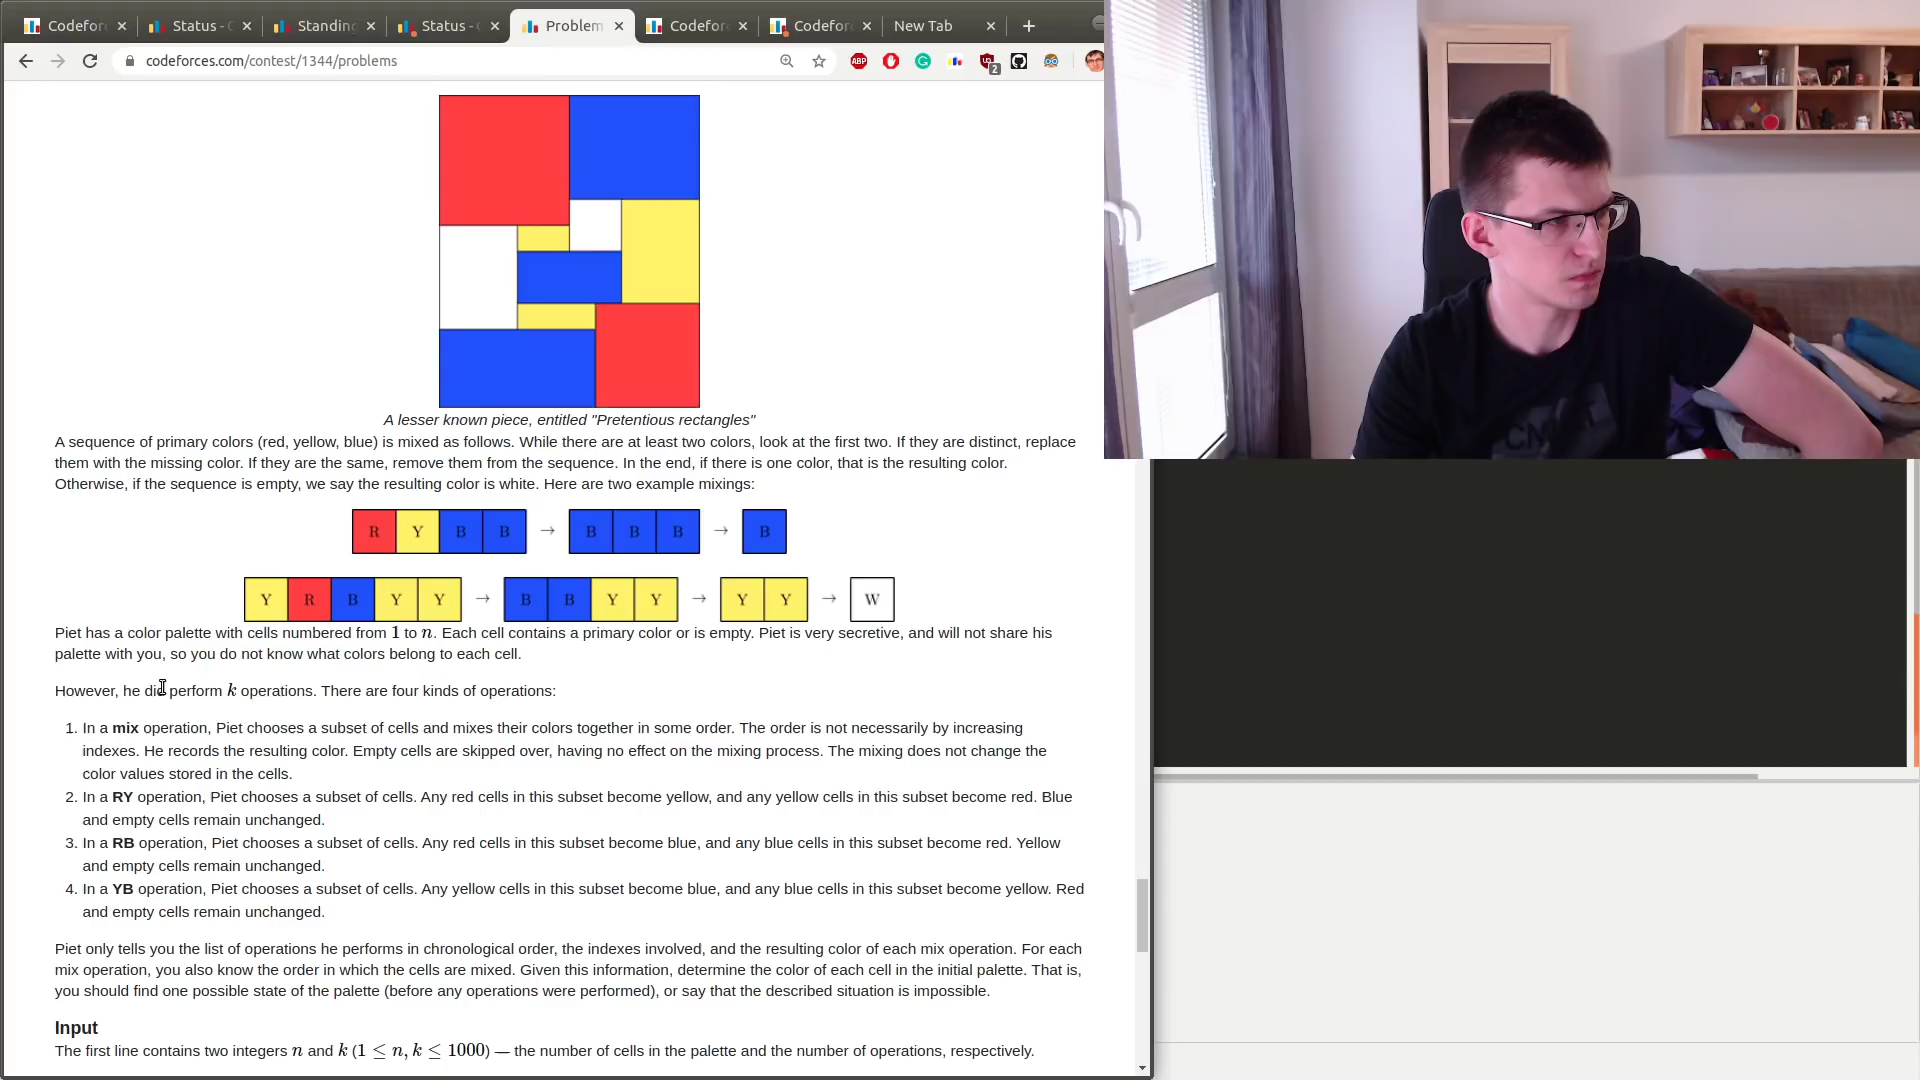 Codefor
Status - C
Standing
Status - C
Problem
Codefor
Codefor
New Tab
codeforces.com/contest/1344/problems
ABP
2
A lesser known piece, entitled "Pretentious rectangles"
A sequence of primary colors (red, yellow, blue) is mixed as follows. While there are at least two colors, look at the first two. If they are distinct, replace
them with the missing color. If they are the same, remove them from the sequence. In the end, if there is one color, that is the resulting color.
Otherwise, if the sequence is empty, we say the resulting color is white. Here are two example mixings:
R Y B B → B B B → B
Y R B Y Y → B B Y Y → Y Y → W
Piet has a color palette with cells numbered from 1 to n. Each cell contains a primary color or is empty. Piet is very secretive, and will not share his
palette with you, so you do not know what colors belong to each cell.
However, he did perform k operations. There are four kinds of operations:
1. In a mix operation, Piet chooses a subset of cells and mixes their colors together in some order. The order is not necessarily by increasing
indexes. He records the resulting color. Empty cells are skipped over, having no effect on the mixing process. The mixing does not change the
color values stored in the cells.
2. In a RY operation, Piet chooses a subset of cells. Any red cells in this subset become yellow, and any yellow cells in this subset become red. Blue
and empty cells remain unchanged.
3. In a RB operation, Piet chooses a subset of cells. Any red cells in this subset become blue, and any blue cells in this subset become red. Yellow
and empty cells remain unchanged.
4. In a YB operation, Piet chooses a subset of cells. Any yellow cells in this subset become blue, and any blue cells in this subset become yellow. Red
and empty cells remain unchanged.
Piet only tells you the list of operations he performs in chronological order, the indexes involved, and the resulting color of each mix operation. For each
mix operation, you also know the order in which the cells are mixed. Given this information, determine the color of each cell in the initial palette. That is,
you should find one possible state of the palette (before any operations were performed), or say that the described situation is impossible.
Input
The first line contains two integers n and k (1 ≤ n, k ≤ 1000) — the number of cells in the palette and the number of operations, respectively.